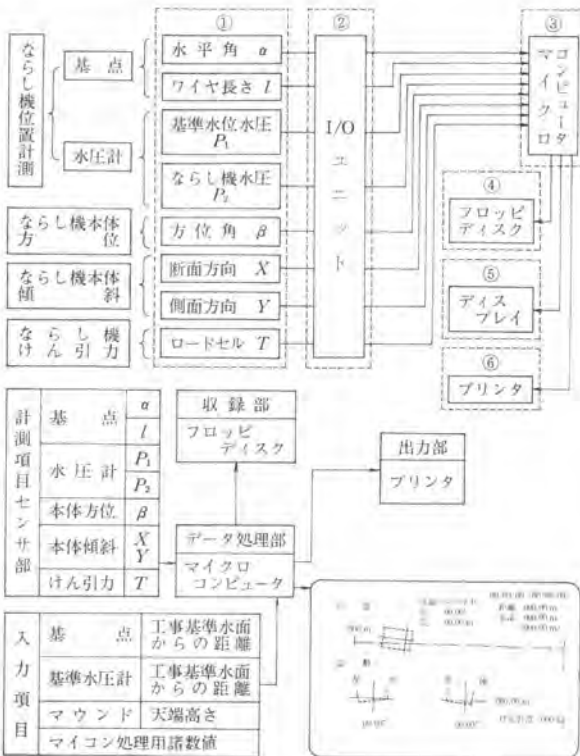 ① ② ③
ならし機位置計測
基点
水平角 α
ワイヤ長さ l
水圧計
基準水位水圧
P₁
ならし機水圧
P₂
ならし機本体
方位
方位角 β
ならし機本体
傾斜
断面方向 X
側面方向 Y
ならし機
けん引力
ロードセル T
I/Oユニット
マイクロ
コンピュータ
④
フロッピ
ディスク
⑤
ディス
プレイ
⑥
プリンタ
計測項目センサ部
基点 α
l
水圧計 P₁
P₂
本体方位 β
本体傾斜 X
Y
けん引力 T
収録部
フロッピ
ディスク
出力部
プリンタ
データ処理部
マイクロ
コンピュータ
入力項目
基点 工事基準水面
からの距離
基準水圧計 工事基準水面
からの距離
マウンド 天端高さ
マイコン処理用諸数値